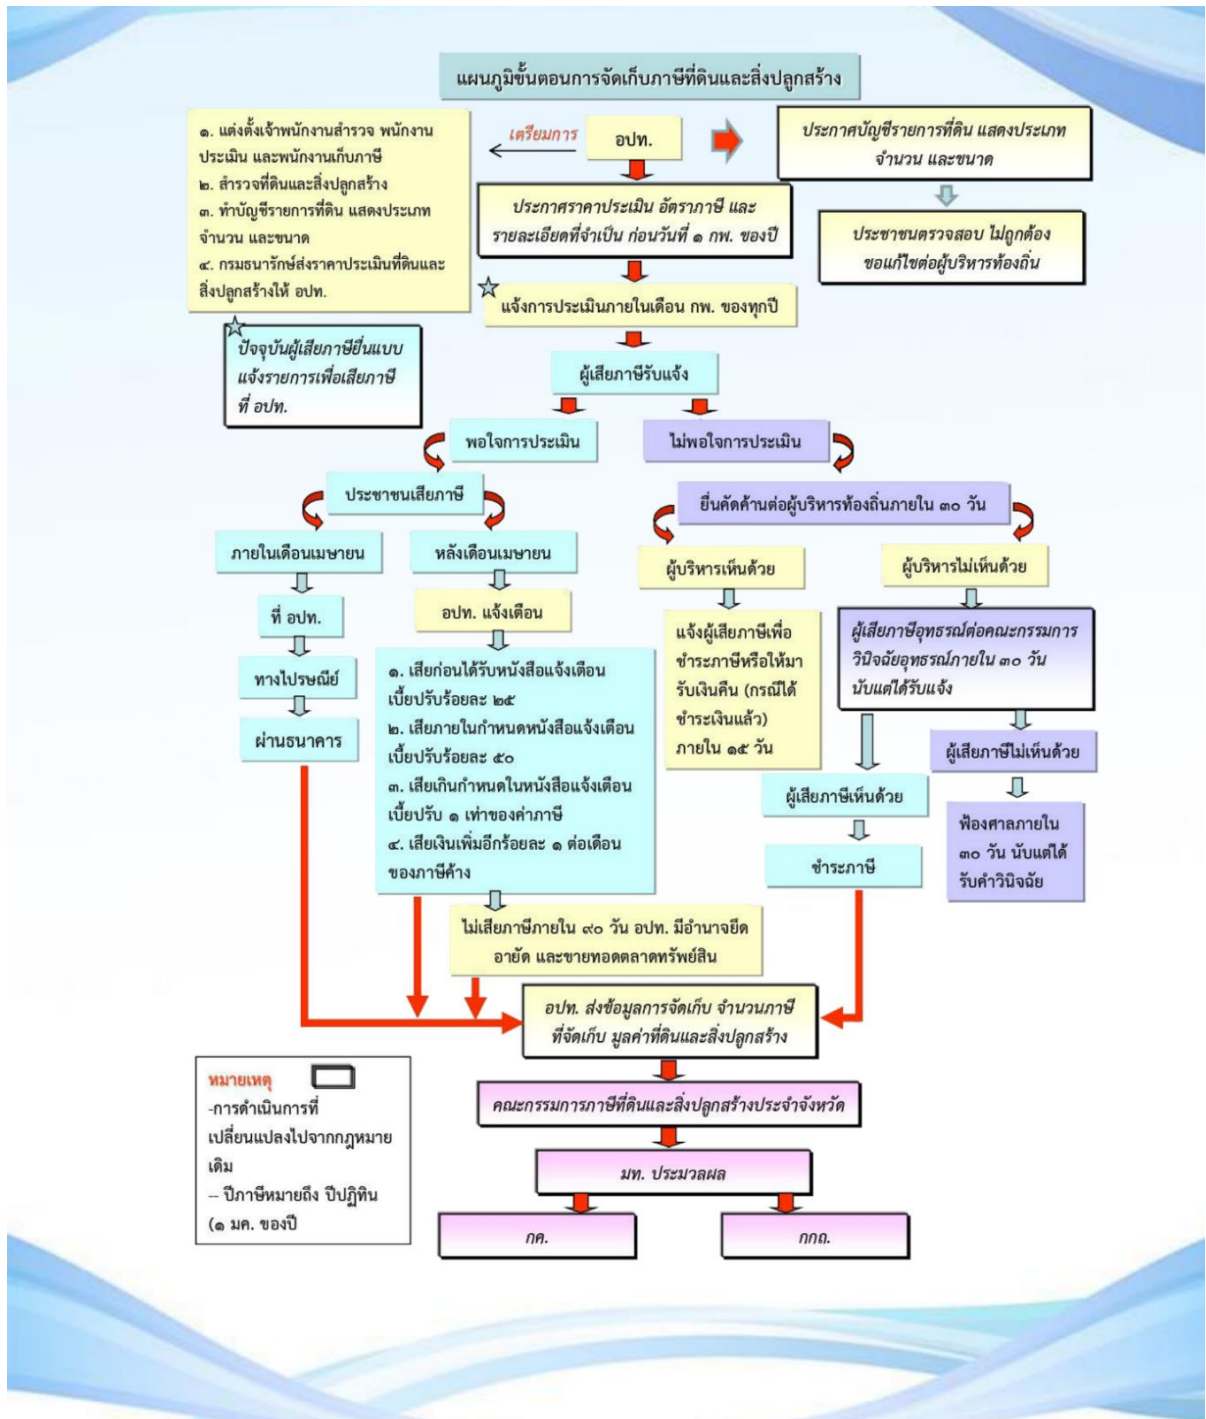 แผนภูมิขั้นตอนการจัดเก็บภาษีที่ดินและสิ่งปลูกสร้าง
๑. แต่งตั้งเจ้าพนักงานสำรวจ พนักงาน
ประเมิน และพนักงานเก็บภาษี
๒. สำรวจที่ดินและสิ่งปลูกสร้าง
๓. ทำบัญชีรายการที่ดิน แสดงประเภท
จำนวน และขนาด
๔. กรมธนารักษ์ส่งราคาประเมินที่ดินและ
สิ่งปลูกสร้างให้ อปท.
เตรียมการ
อปท.
ประกาศบัญชีรายการที่ดิน แสดงประเภท
จำนวน และขนาด
ประกาศราคาประเมิน อัตราภาษี และ
รายละเอียดที่จำเป็น ก่อนวันที่ ๑ กพ. ของปี
ประชาชนตรวจสอบ ไม่ถูกต้อง
ขอแก้ไขต่อผู้บริหารท้องถิ่น
แจ้งการประเมินภายในเดือน กพ. ของทุกปี
ปัจจุบันผู้เสียภาษียื่นแบบ
แจ้งรายการเพื่อเสียภาษี
ที่ อปท.
ผู้เสียภาษีรับแจ้ง
พอใจการประเมิน
ไม่พอใจการประเมิน
ประชาชนเสียภาษี
ยื่นคัดค้านต่อผู้บริหารท้องถิ่นภายใน ๓๐ วัน
ภายในเดือนเมษายน
หลังเดือนเมษายน
ผู้บริหารเห็นด้วย
ผู้บริหารไม่เห็นด้วย
ที่ อปท.
อปท. แจ้งเตือน
แจ้งผู้เสียภาษีเพื่อ
ชำระภาษีหรือให้มา
รับเงินคืน (กรณีได้
ชำระเงินแล้ว)
ภายใน ๑๕ วัน
ผู้เสียภาษีอุทธรณ์ต่อคณะกรรมการ
วินิจฉัยอุทธรณ์ภายใน ๓๐ วัน
นับแต่ได้รับแจ้ง
ทางไปรษณีย์
ผ่านธนาคาร
๑. เสียก่อนได้รับหนังสือแจ้งเตือน
เบี้ยปรับร้อยละ ๒๕
๒. เสียภายในกำหนดหนังสือแจ้งเตือน
เบี้ยปรับร้อยละ ๕๐
๓. เสียเกินกำหนดในหนังสือแจ้งเตือน
เบี้ยปรับ ๑ เท่าของค่าภาษี
๔. เสียเงินเพิ่มอีกร้อยละ ๑ ต่อเดือน
ของภาษีค้าง
ผู้เสียภาษีไม่เห็นด้วย
ผู้เสียภาษีเห็นด้วย
ฟ้องศาลภายใน
๓๐ วัน นับแต่ได้
รับคำวินิจฉัย
ชำระภาษี
ไม่เสียภาษีภายใน ๙๐ วัน อปท. มีอำนาจยึด
อายัด และขายทอดตลาดทรัพย์สิน
อปท. ส่งข้อมูลการจัดเก็บ จำนวนภาษี
ที่จัดเก็บ มูลค่าที่ดินและสิ่งปลูกสร้าง
หมายเหตุ
-การดำเนินการที่
เปลี่ยนแปลงไปจากกฎหมาย
เดิม
-- ปีภาษีหมายถึง ปีปฏิทิน
(๑ มค. ของปี
คณะกรรมการภาษีที่ดินและสิ่งปลูกสร้างประจำจังหวัด
มท. ประมวลผล
กค.
กกถ.